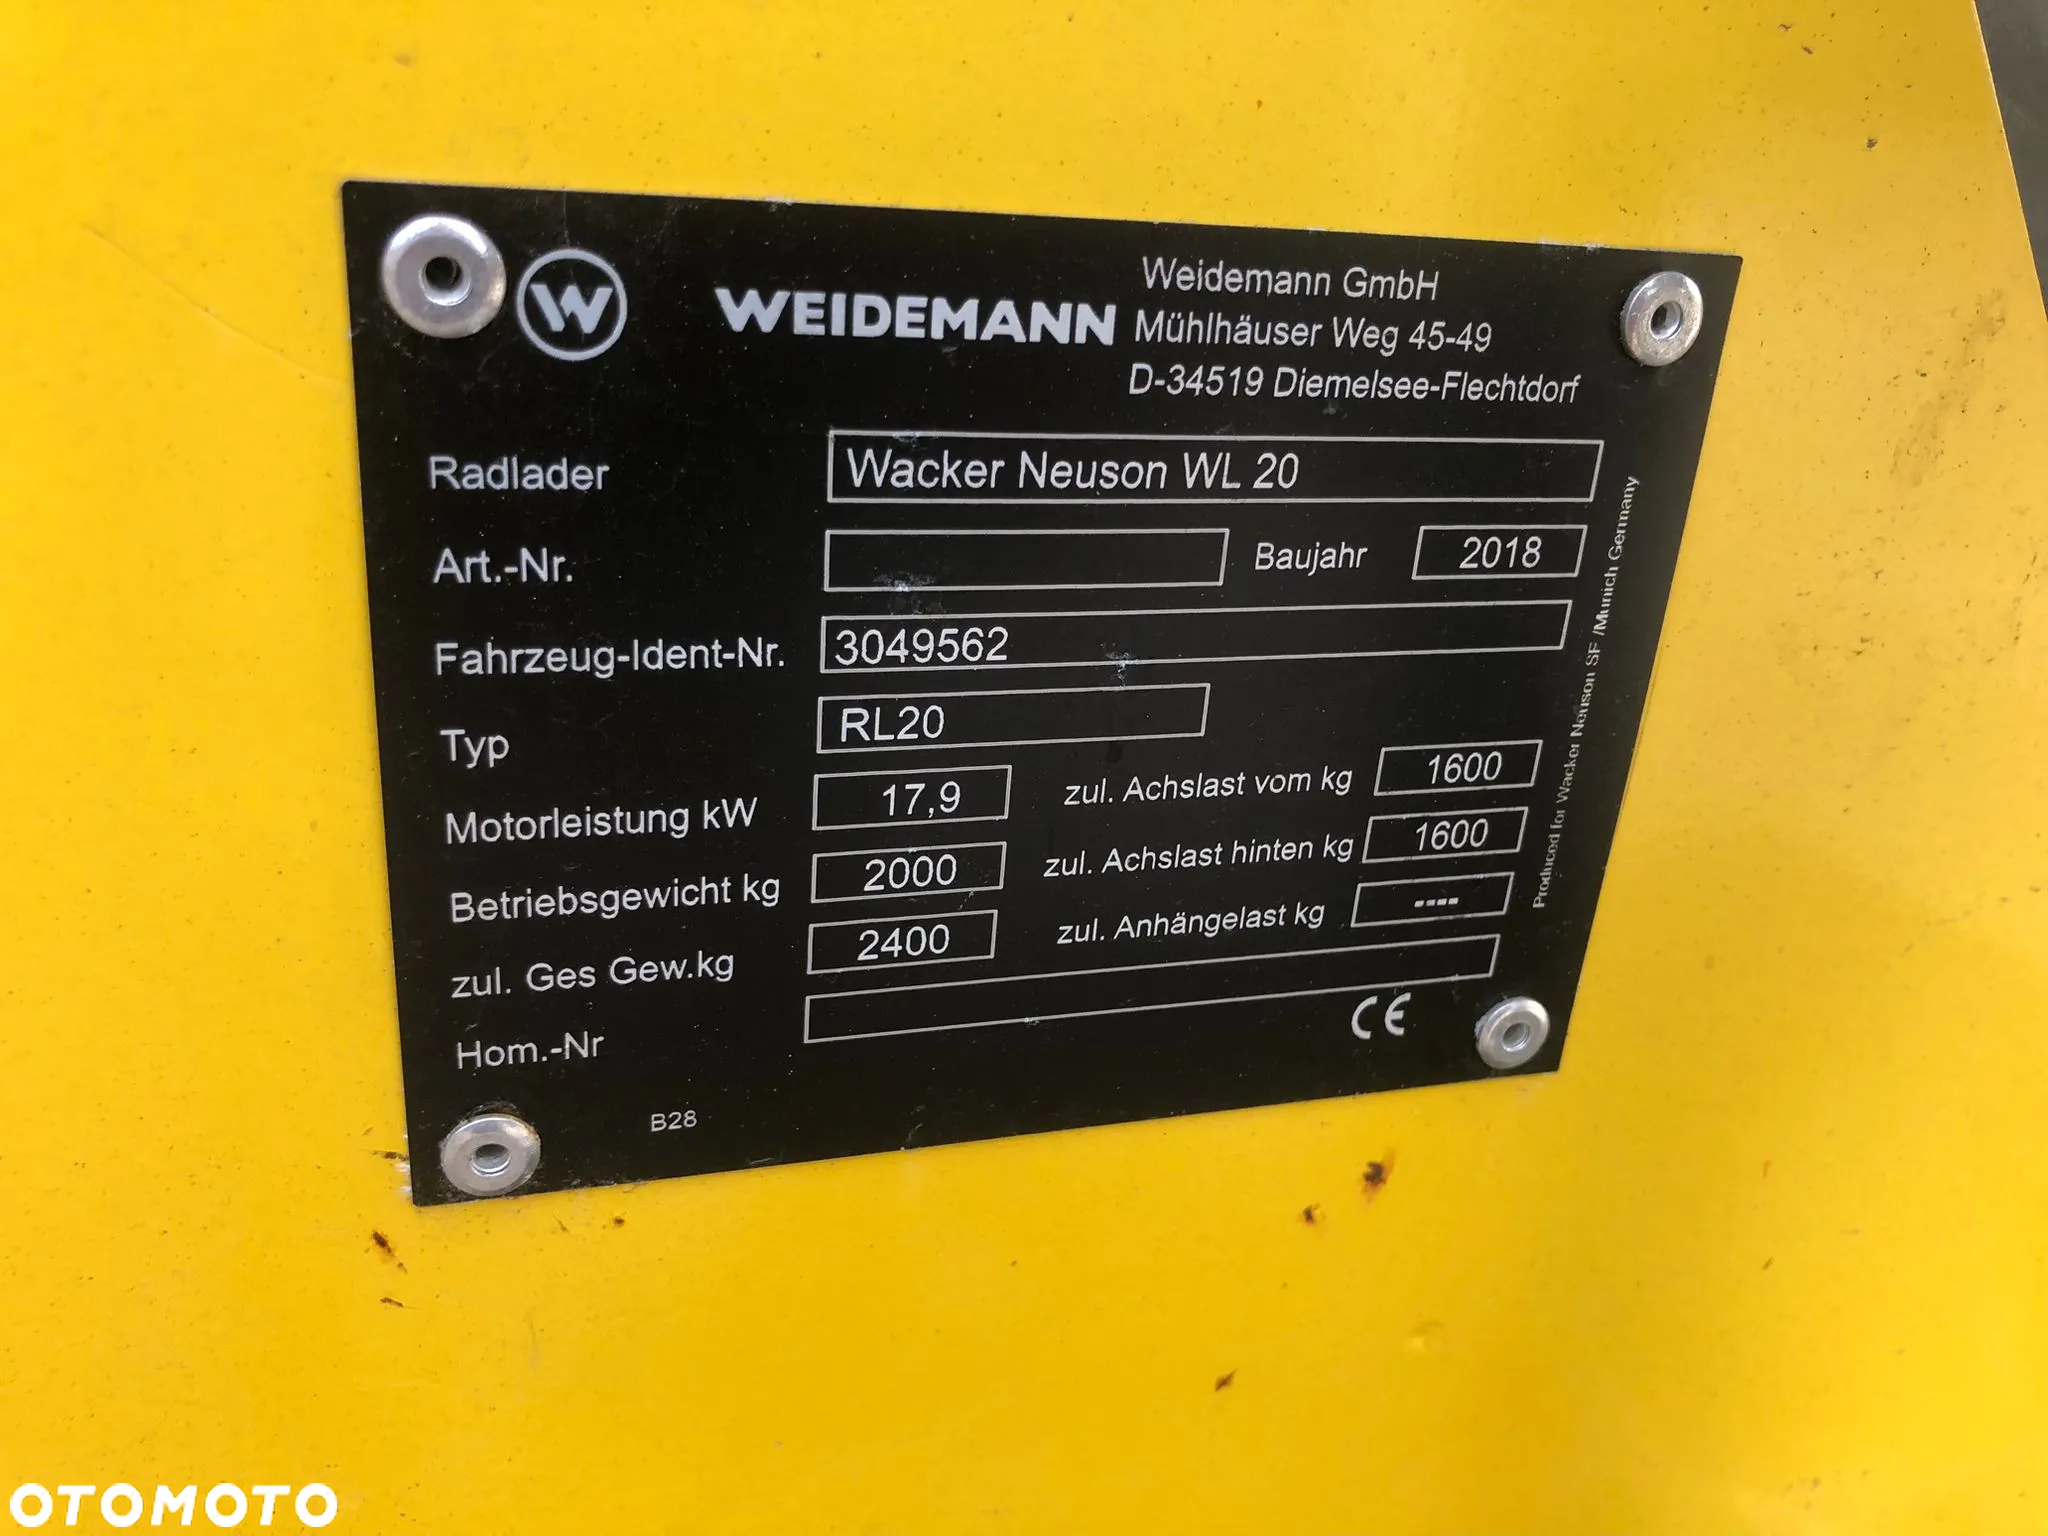 W WEIDEMANN
Weidemann GmbH
Mühlhäuser Weg 45-49
D-34519 Diemelsee-Flechtdorf
Radlader Wacker Neuson WL 20
Art.-Nr. Baujahr 2018
Fahrzeug-Ident-Nr. 3049562
Typ RL20
Motorleistung kW 17,9 zul. Achslast vorn kg 1600
Betriebsgewicht kg 2000 zul. Achslast hinten kg 1600
zul. Ges Gew.kg 2400 zul. Anhängelast kg ----
Hom.-Nr
CE
B28
Produced for Wacker Neuson SF /Munich Germany
OTOMOTO